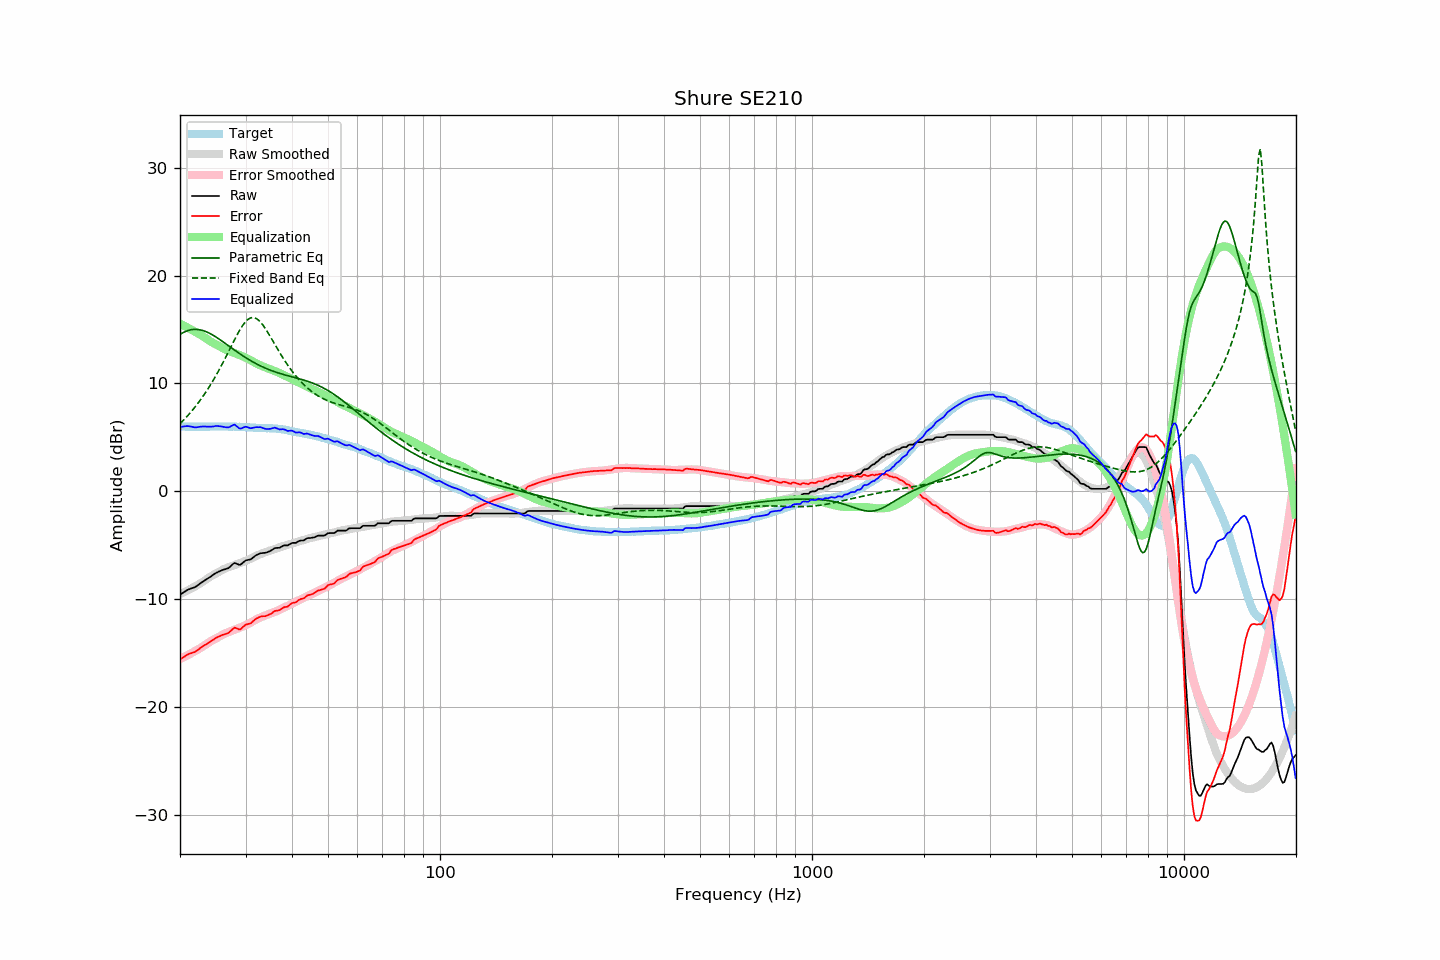 Shure SE210
Target
Raw Smoothed
Error Smoothed
Raw
Error
Equalization
Parametric Eq
Fixed Band Eq
Equalized
Amplitude (dBr)
30
20
10
0
−10
−20
−30
100 1000 10000
Frequency (Hz)